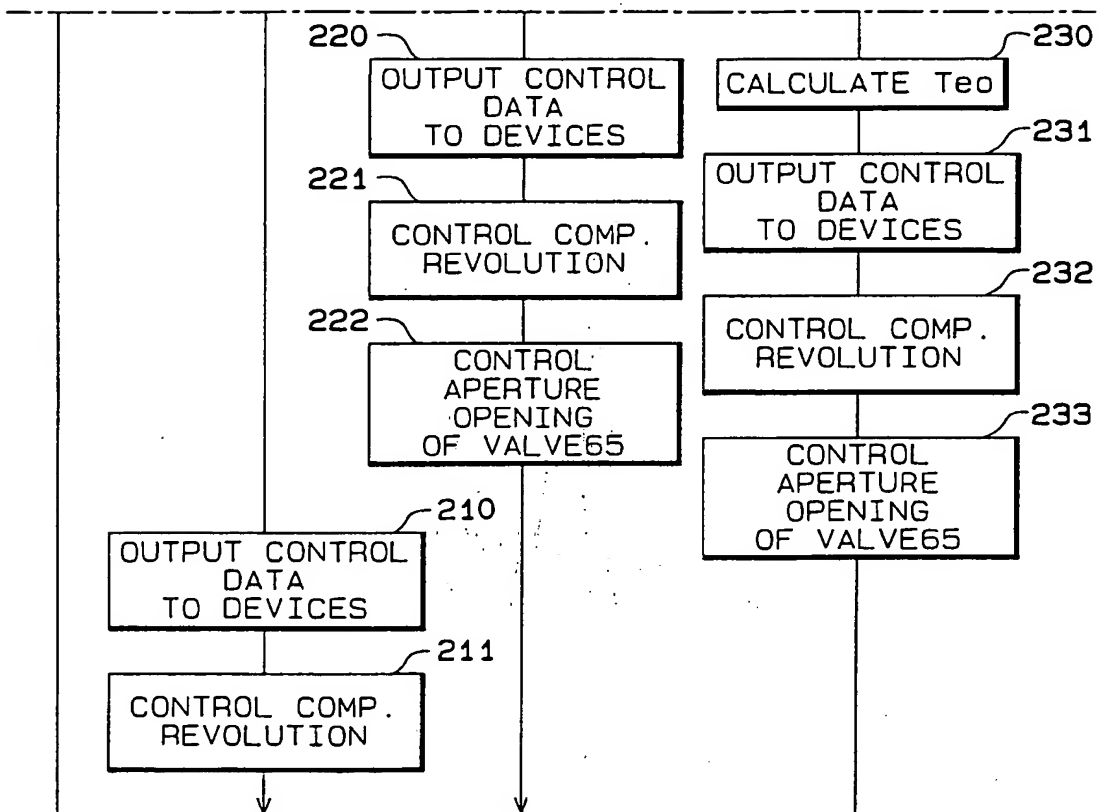 220
OUTPUT CONTROL
DATA
TO DEVICES
221
CONTROL COMP.
REVOLUTION
222
CONTROL
APERTURE
OPENING
OF VALVE65
230
CALCULATE Teo
231
OUTPUT CONTROL
DATA
TO DEVICES
232
CONTROL COMP.
REVOLUTION
233
CONTROL
APERTURE
OPENING
OF VALVE65
210
OUTPUT CONTROL
DATA
TO DEVICES
211
CONTROL COMP.
REVOLUTION